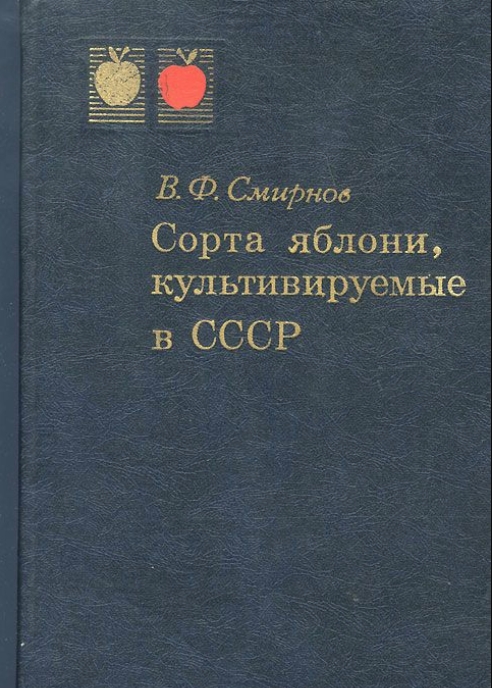 В. Ф. Смирнов
Сорта яблони,
культивируемые
в СССР